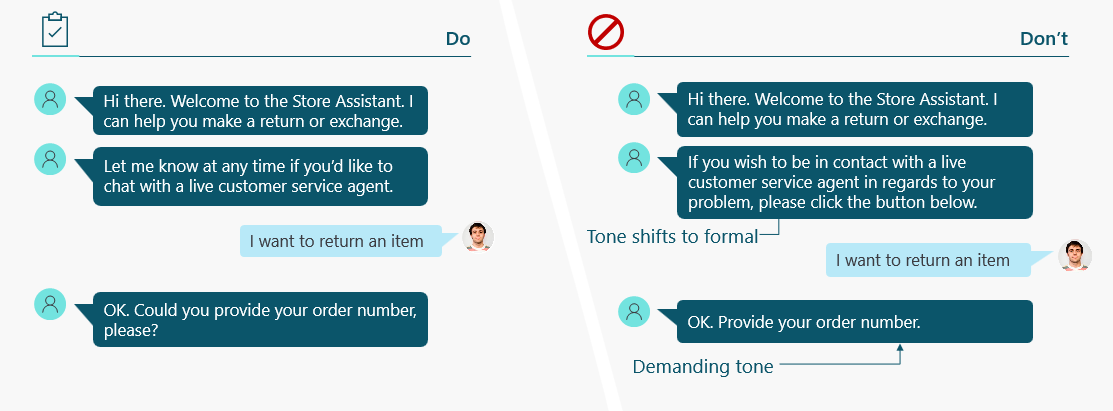 Do
Hi there. Welcome to the Store Assistant. I
can help you make a return or exchange.
Let me know at any time if you’d like to
chat with a live customer service agent.
I want to return an item
OK. Could you provide your order number,
please?
Don’t
Hi there. Welcome to the Store Assistant. I
can help you make a return or exchange.
If you wish to be in contact with a live
customer service agent in regards to your
problem, please click the button below.
Tone shifts to formal
I want to return an item
OK. Provide your order number.
Demanding tone